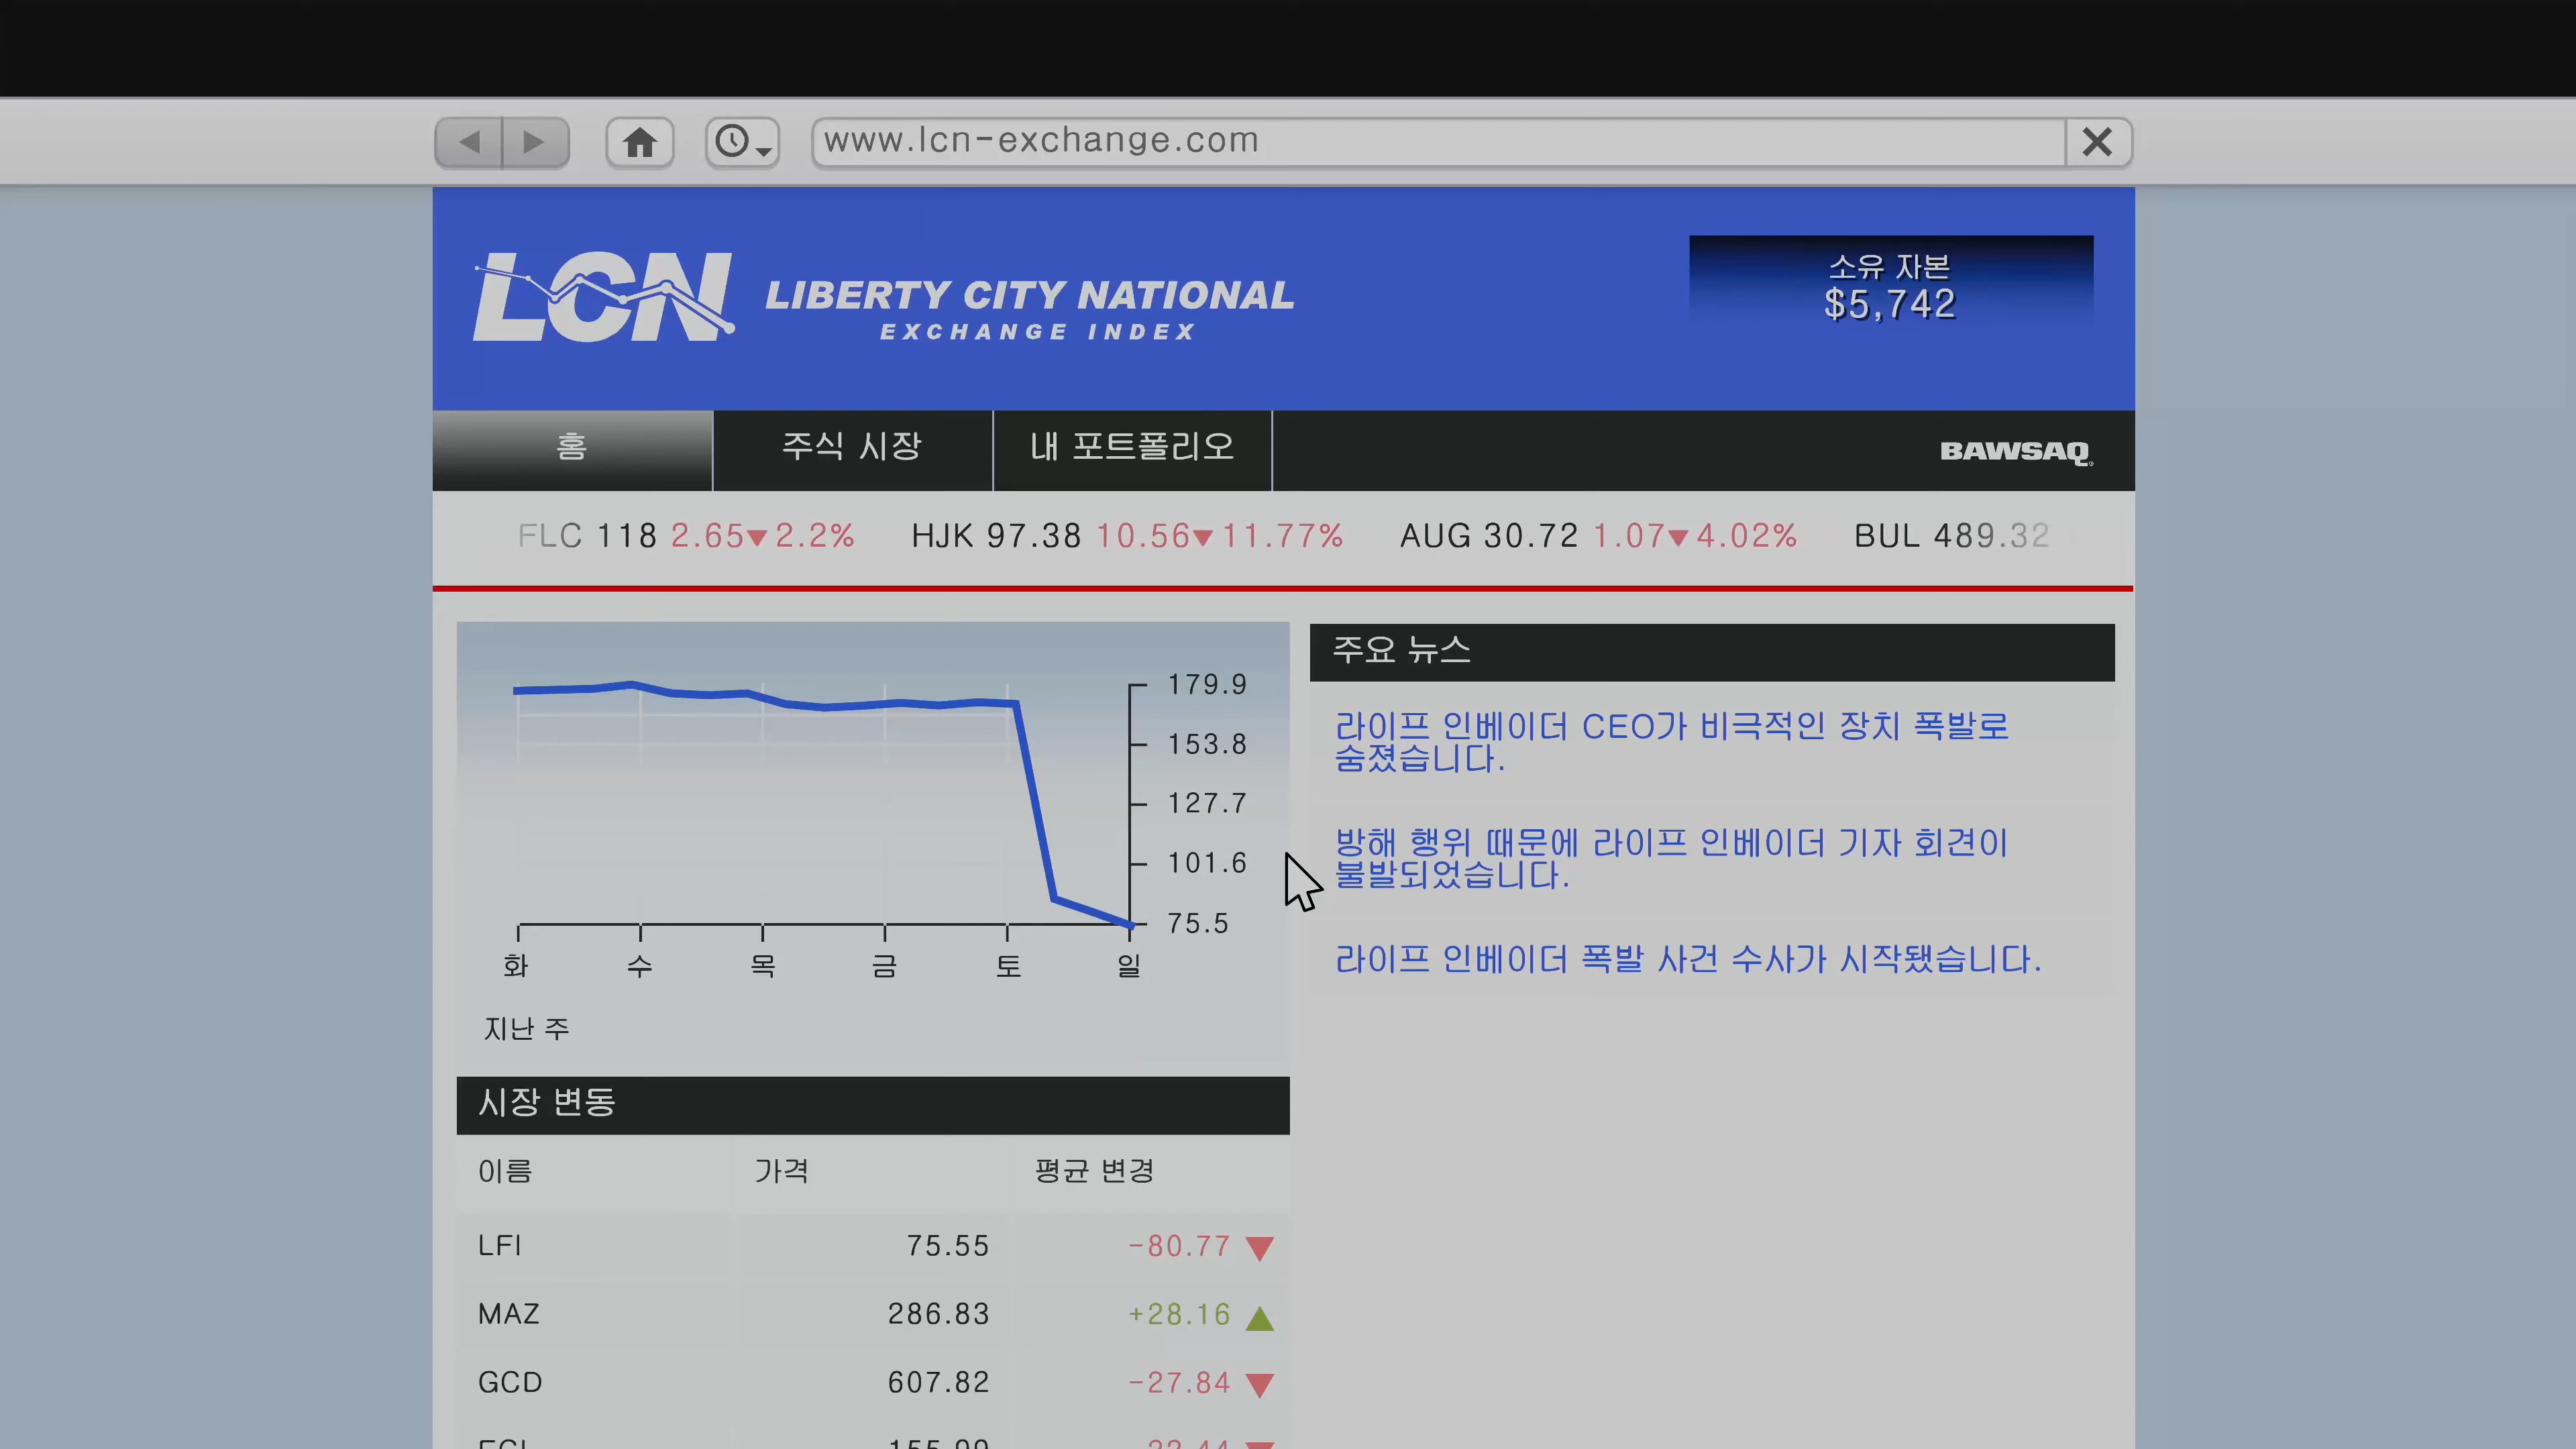 www.lcn-exchange.com
LCN
LIBERTY CITY NATIONAL
EXCHANGE INDEX
소유 자본
$5,742
홈 주식 시장 내 포트폴리오 BAWSAQ
FLC 118 2.65▼2.2% HJK 97.38 10.56▼11.77% AUG 30.72 1.07▼4.02% BUL 489.32
179.9
153.8
127.7
101.6
75.5
화 수 목 금 토 일
지난 주
주요 뉴스
라이프 인베이더 CEO가 비극적인 장치 폭발로
숨졌습니다.
방해 행위 때문에 라이프 인베이더 기자 회견이
불발되었습니다.
라이프 인베이더 폭발 사건 수사가 시작됐습니다.
시장 변동
이름 가격 평균 변경
LFI 75.55 -80.77 ▼
MAZ 286.83 +28.16 ▲
GCD 607.82 -27.84 ▼